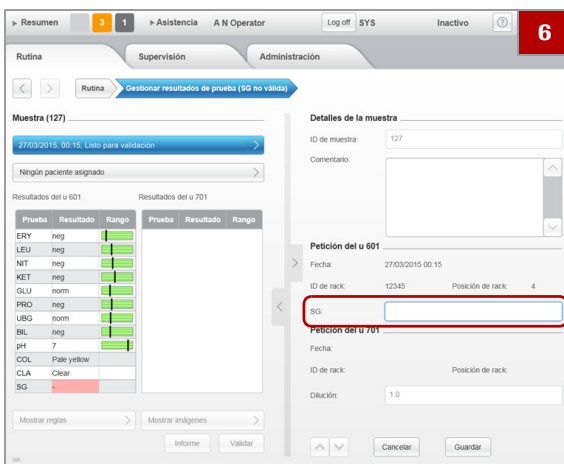 Resumen 3 1 Asistencia A N Operator Log off SYS Inactivo ? 6
Rutina Supervisión Administración
< > Rutina Gestionar resultados de prueba (SG no válida)
Muestra (127)
27/03/2015, 00:15, Listo para validación
Ningún paciente asignado
Resultados del u 601 Resultados del u 701
Prueba Resultado Rango Prueba Resultado Rango
ERY neg
LEU neg
NIT neg
KET neg
GLU norm
PRO neg
UBG norm
BIL neg
pH 7
COL Pale yellow
CLA Clear
SG -
Mostrar reglas Mostrar imágenes
Informe Validar
Detalles de la muestra
ID de muestra: 127
Comentario:
Petición del u 601
Fecha: 27/03/2015 00:15
ID de rack: 12345 Posición de rack: 4
SG:
Petición del u 701
Fecha:
ID de rack: Posición de rack:
Dilución: 1.0
Cancelar Guardar